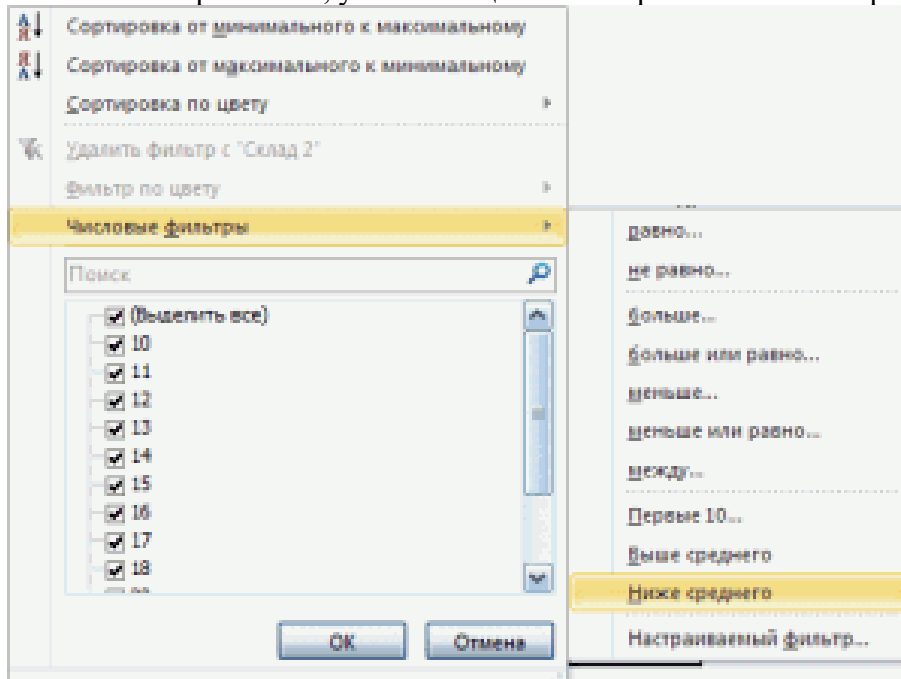 Сортировка от минимального к максимальному
Сортировка от максимального к минимальному
Сортировка по цвету
Удалить фильтр с "Склад 2"
Фильтр по цвету
Числовые фильтры
Поиск
(Выделить все)
10
11
12
13
14
15
16
17
18
ОК Отмена
равно...
не равно...
больше...
больше или равно...
меньше...
меньше или равно...
между...
Первые 10...
Выше среднего
Ниже среднего
Настраиваемый фильтр...